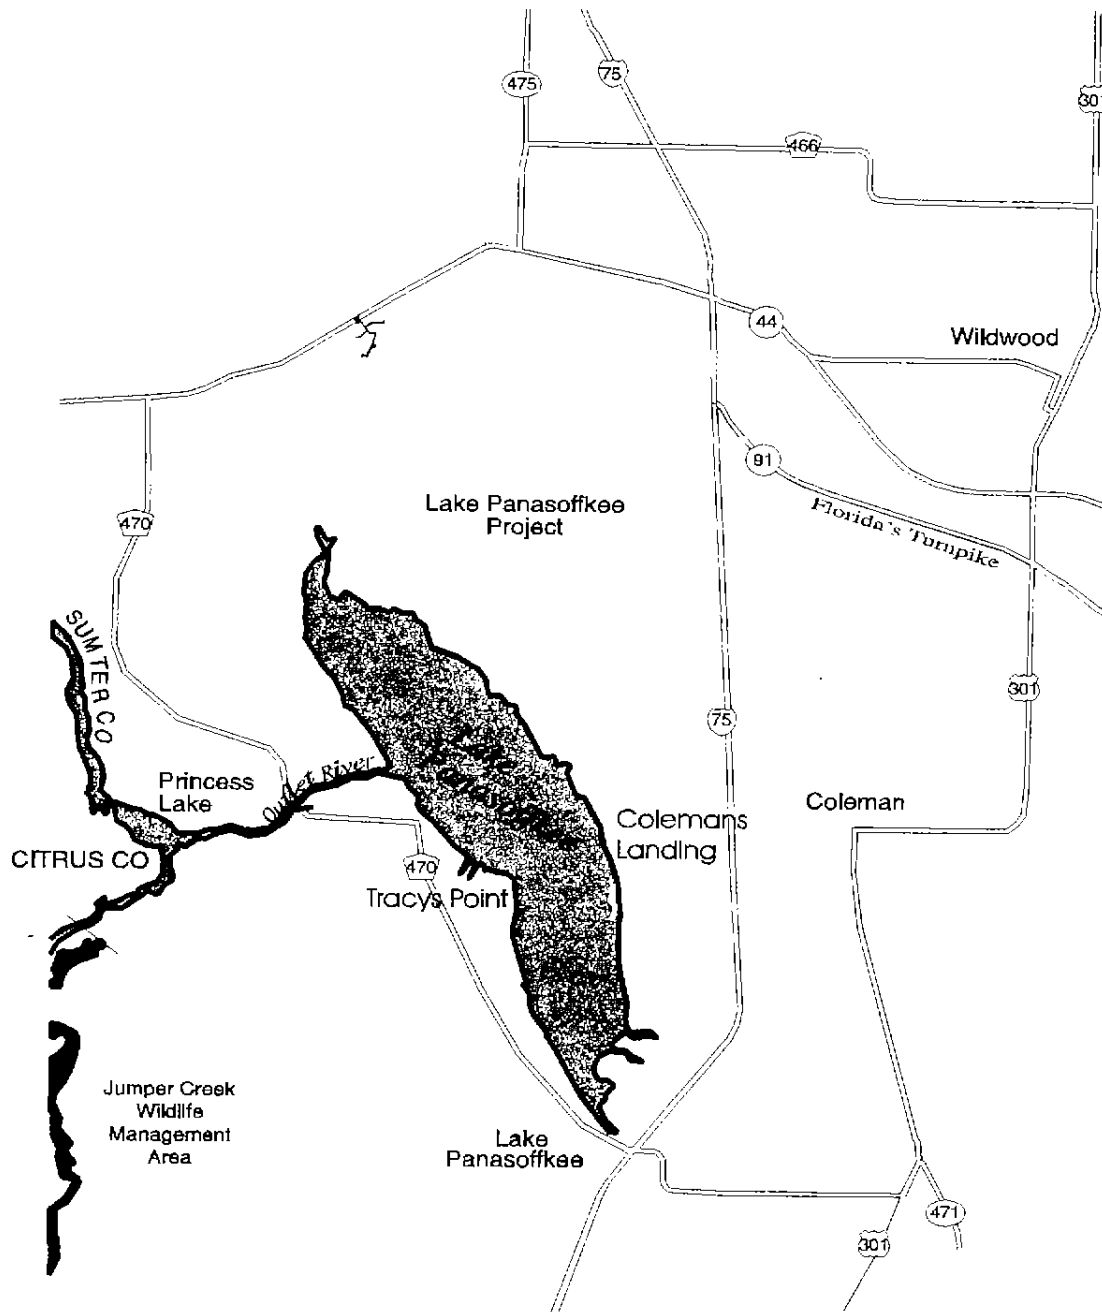 475
75
301
466
44
Wildwood
91
Florida's Turnpike
470
Lake Panasoffkee
Project
SUMTER CO
301
75
Princess
Lake
Outlet River
Lake
Panasoffkee
Colemans
Landing
Coleman
CITRUS CO
470
Tracys Point
Jumper Creek
Wildlife
Management
Area
Lake
Panasoffkee
471
301